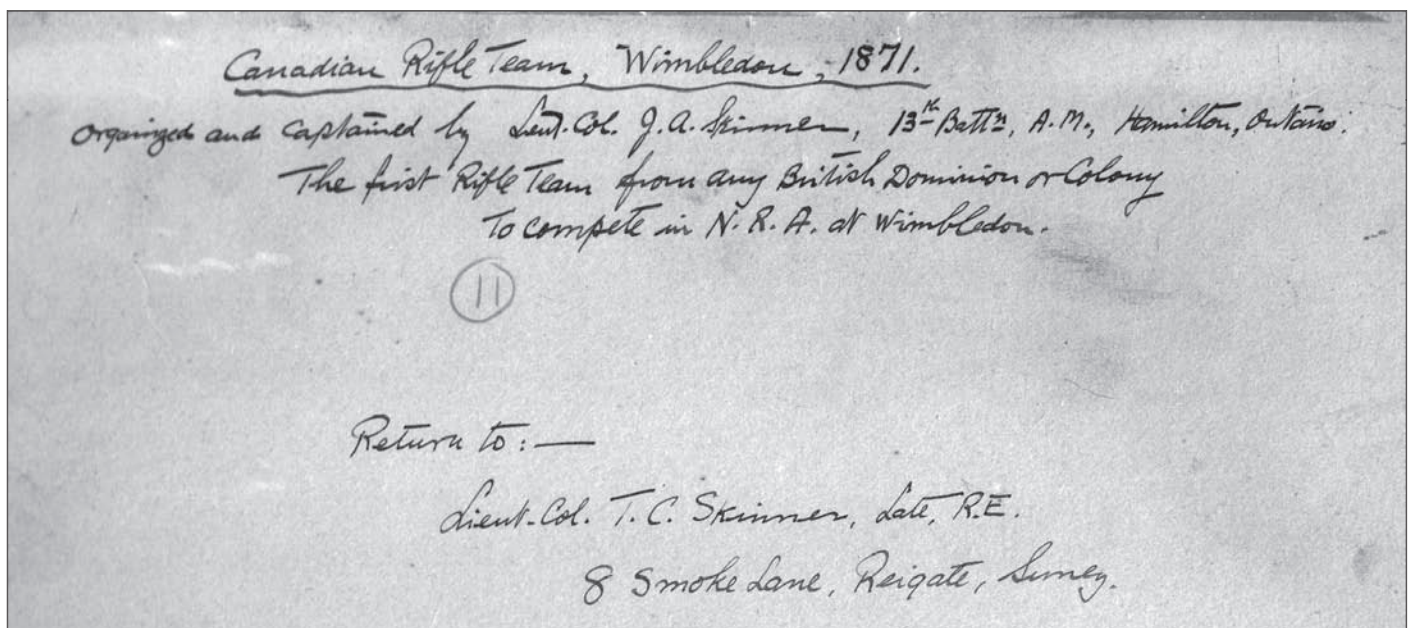 Canadian Rifle Team, Wimbledon, 1871.
Organized and captained by Lieut. Col. J. A. Skinner, 13th Battn, A.M., Hamilton, Ontario.
The first Rifle Team from any British Dominion or Colony
To compete in N. R. A. at Wimbledon.
11
Return to:—
Lieut-Col. T. C. Skinner, Late, R.E.
8 Smoke Lane, Reigate, Surrey.